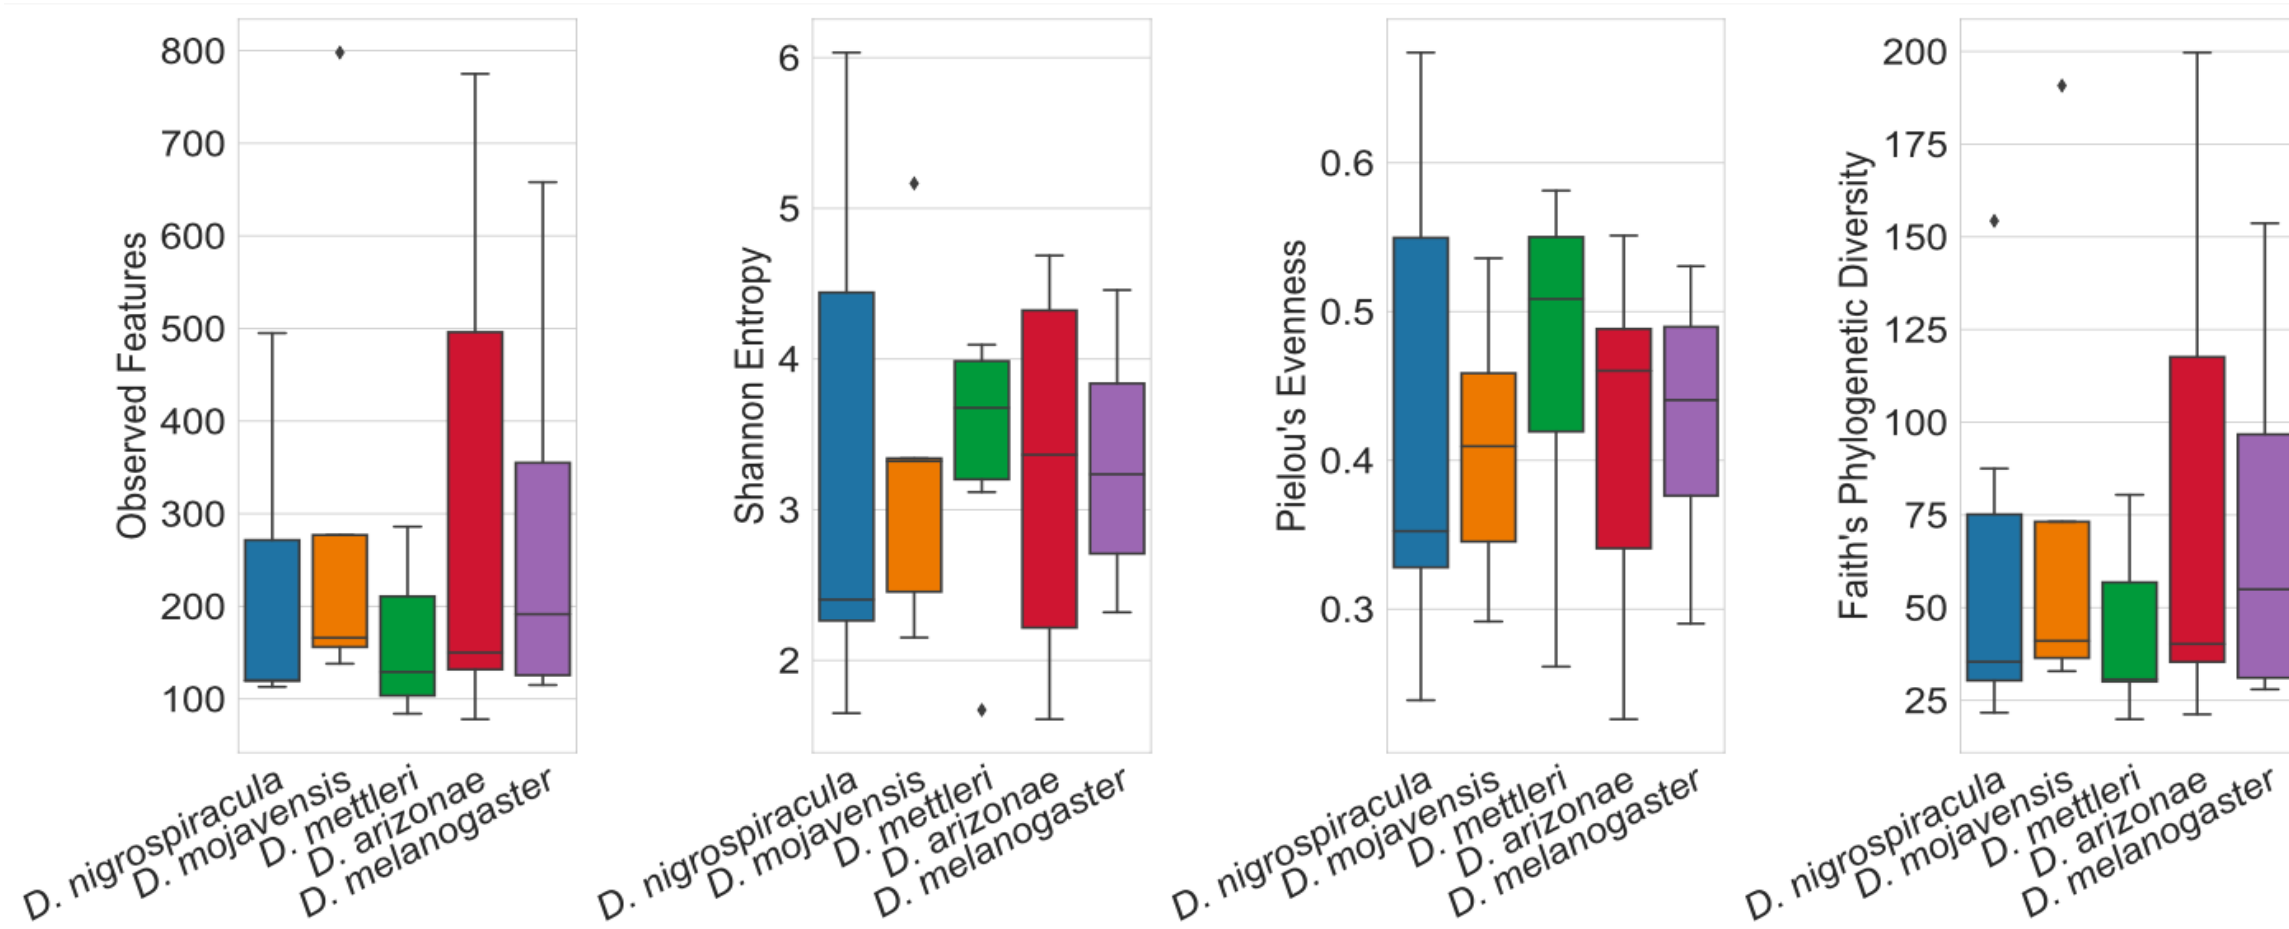 Observed Features
800
700
600
500
400
300
200
100
D. nigrospiracula
D. mojavensis
D. mettleri
D. arizonae
D. melanogaster
Shannon Entropy
6
5
4
3
2
D. nigrospiracula
D. mojavensis
D. mettleri
D. arizonae
D. melanogaster
Pielou's Evenness
0.6
0.5
0.4
0.3
D. nigrospiracula
D. mojavensis
D. mettleri
D. arizonae
D. melanogaster
Faith's Phylogenetic Diversity
200
175
150
125
100
75
50
25
D. nigrospiracula
D. mojavensis
D. mettleri
D. arizonae
D. melanogaster